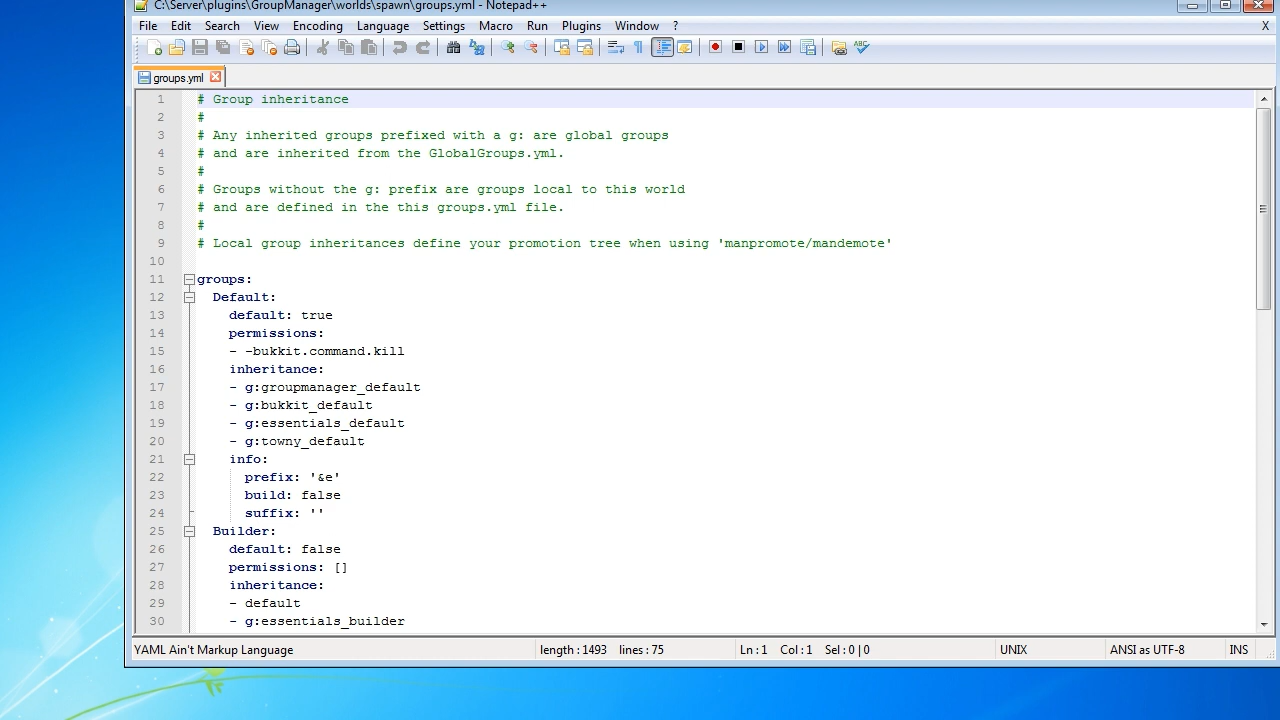 C:\Server\plugins\GroupManager\worlds\spawn\groups.yml - Notepad++
File Edit Search View Encoding Language Settings Macro Run Plugins Window ? X
groups.yml
1 # Group inheritance
2 #
3 # Any inherited groups prefixed with a g: are global groups
4 # and are inherited from the GlobalGroups.yml.
5 #
6 # Groups without the g: prefix are groups local to this world
7 # and are defined in the this groups.yml file.
8 #
9 # Local group inheritances define your promotion tree when using 'manpromote/mandemote'
10
11 groups:
12 Default:
13 default: true
14 permissions:
15 - -bukkit.command.kill
16 inheritance:
17 - g:groupmanager_default
18 - g:bukkit_default
19 - g:essentials_default
20 - g:towny_default
21 info:
22 prefix: '&e'
23 build: false
24 suffix: ''
25 Builder:
26 default: false
27 permissions: []
28 inheritance:
29 - default
30 - g:essentials_builder
YAML Ain't Markup Language length : 1493 lines : 75 Ln : 1 Col : 1 Sel : 0 | 0 UNIX ANSI as UTF-8 INS